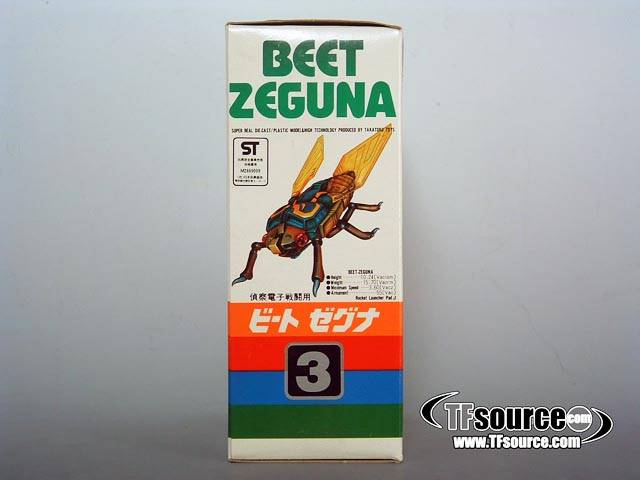 BEET
ZEGUNA
SUPER REAL DIE-CAST/PLASTIC MODEL&HIGH TECHNOLOGY PRODUCED BY TAKATOKU TOYS
ST
BEET-ZEGUNA
Height
Weight
Maximum Speed
Armament
Rocket Launcher Pad
偵察電子戦闘用
ビート ゼグナ
3
TFsource.com
www.TFsource.com